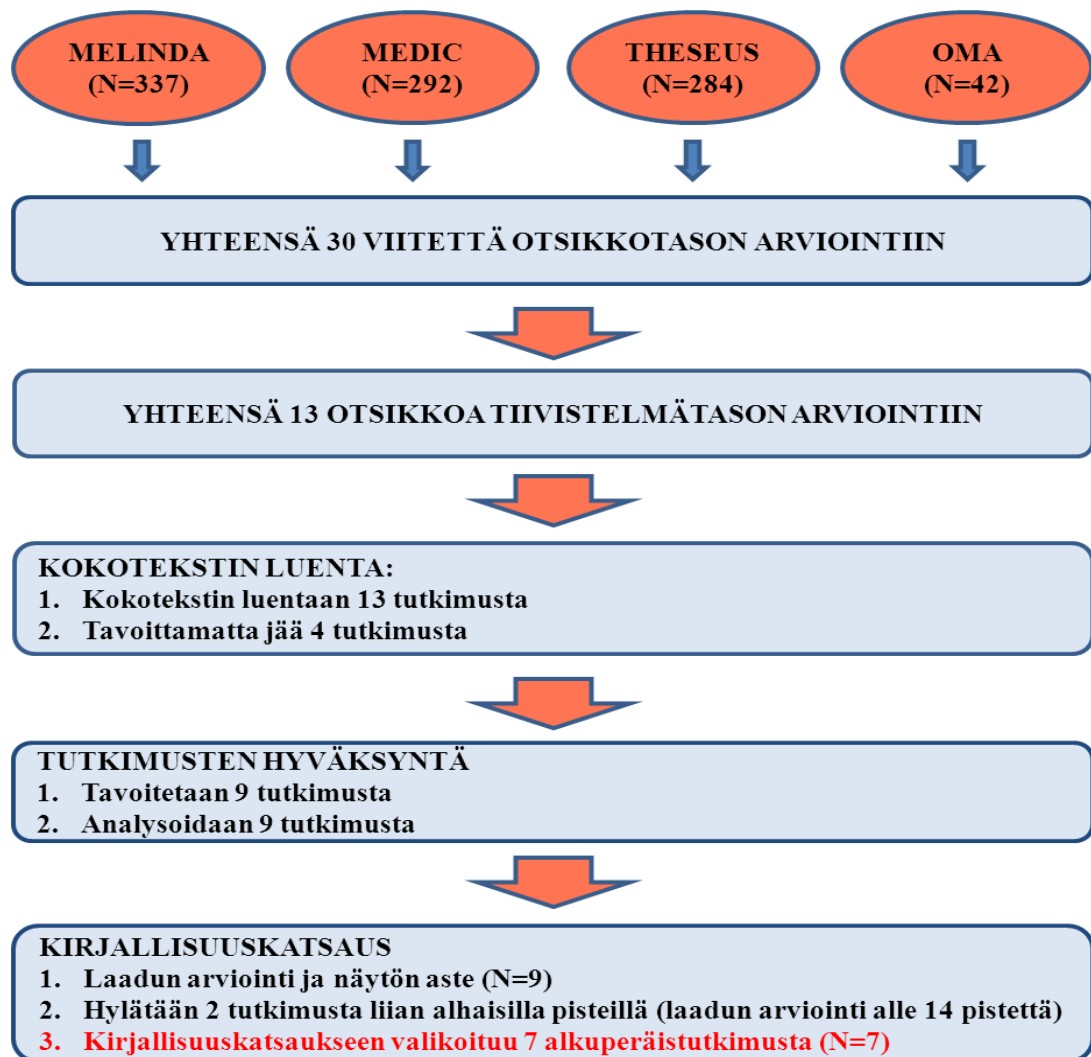 MELINDA
(N=337)
MEDIC
(N=292)
THESEUS
(N=284)
OMA
(N=42)
YHTEENSÄ 30 VIITETTÄ OTSIKKOTASON ARVIOINTIIN
YHTEENSÄ 13 OTSIKKOA TIIVISTELMÄTASON ARVIOINTIIN
KOKOTEKSTIN LUENTA:
1. Kokotekstin luentaan 13 tutkimusta
2. Tavoittamatta jää 4 tutkimusta
TUTKIMUSTEN HYVÄKSYNTÄ
1. Tavoitetaan 9 tutkimusta
2. Analysoidaan 9 tutkimusta
KIRJALLISUUSKATSAUS
1. Laadun arviointi ja näytön aste (N=9)
2. Hylätään 2 tutkimusta liian alhaisilla pisteillä (laadun arviointi alle 14 pistettä)
3. Kirjallisuuskatsaukseen valikoituu 7 alkuperäistutkimusta (N=7)